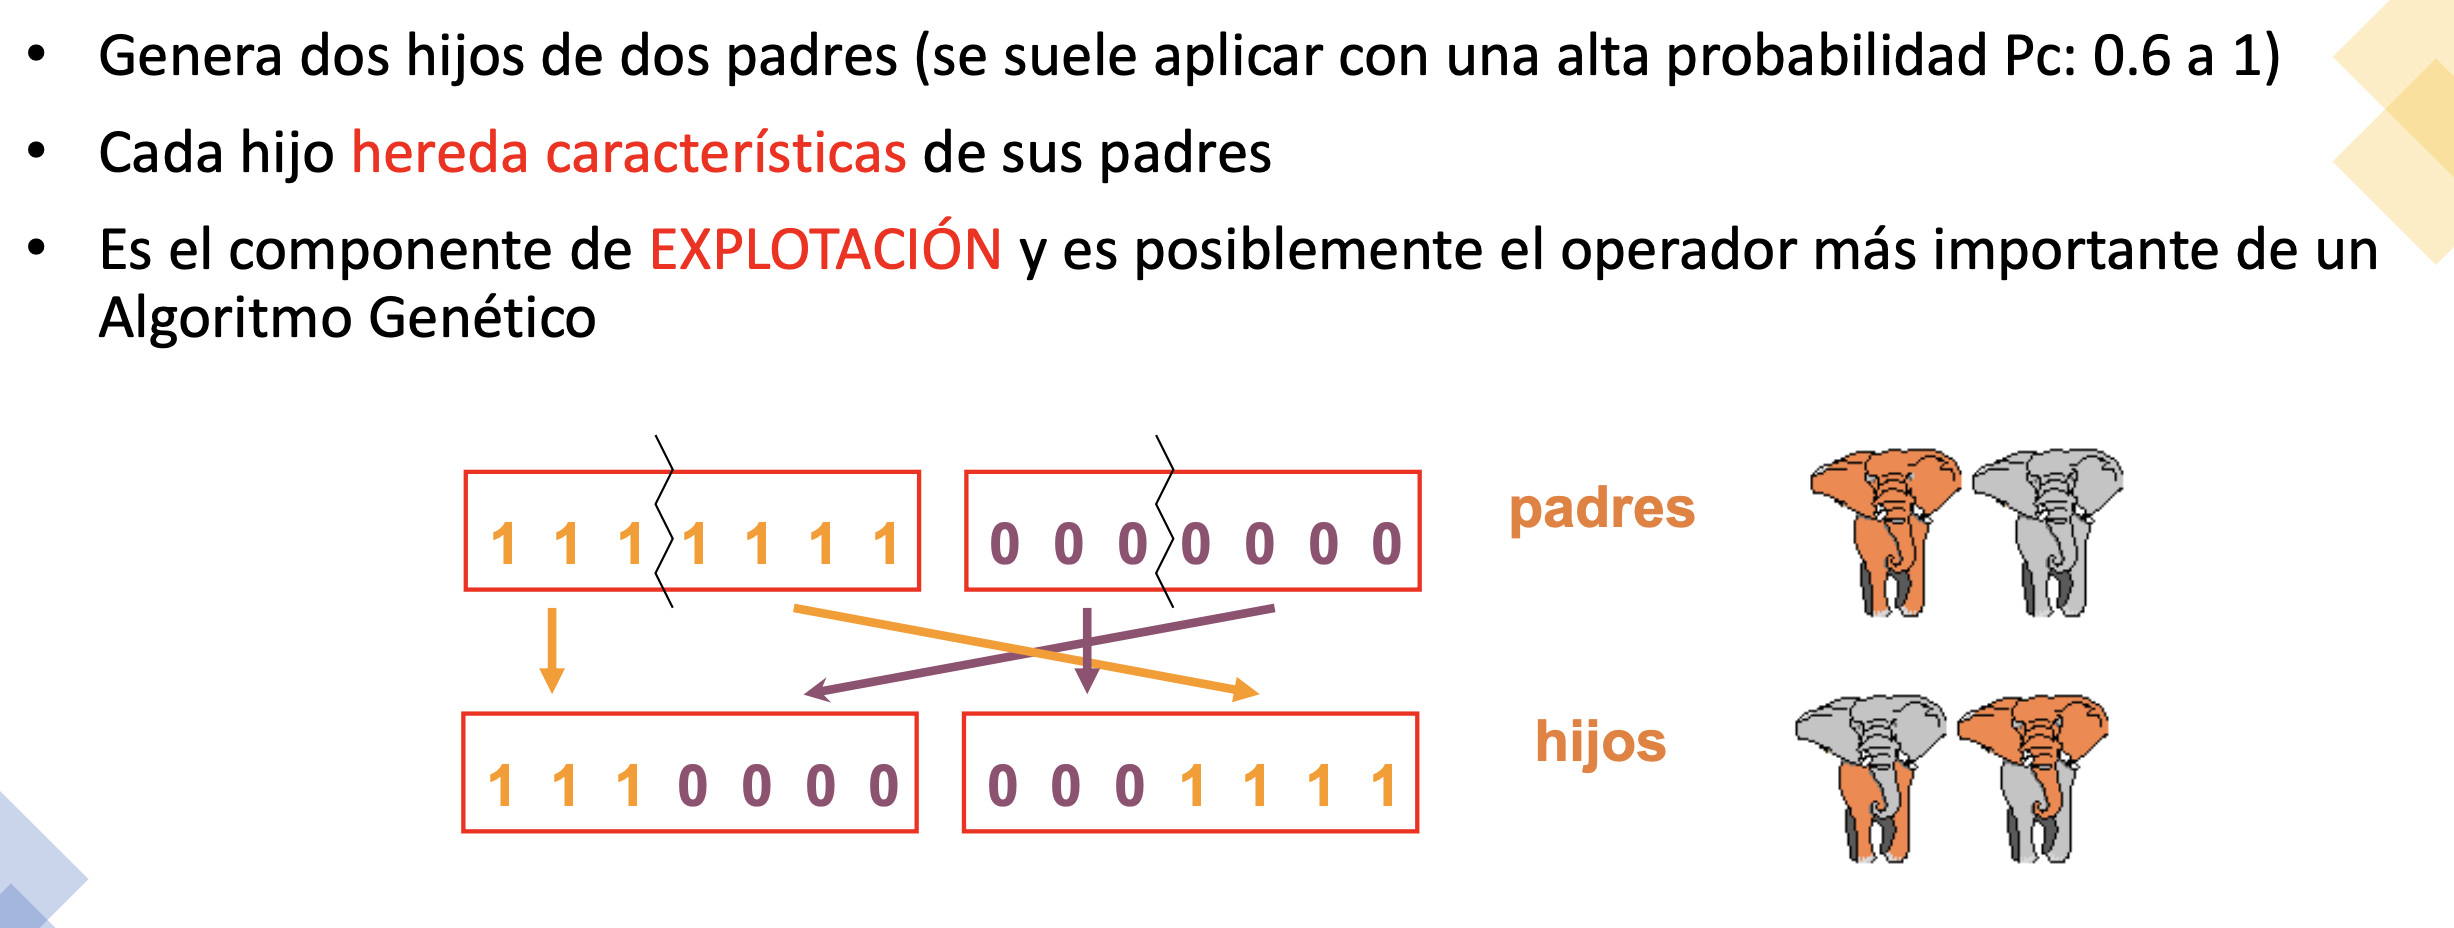 • Genera dos hijos de dos padres (se suele aplicar con una alta probabilidad Pc: 0.6 a 1)
• Cada hijo hereda características de sus padres
• Es el componente de EXPLOTACIÓN y es posiblemente el operador más importante de un
Algoritmo Genético
1 1 1 1 1 1 1
0 0 0 0 0 0 0
padres
1 1 1 0 0 0 0
0 0 0 1 1 1 1
hijos